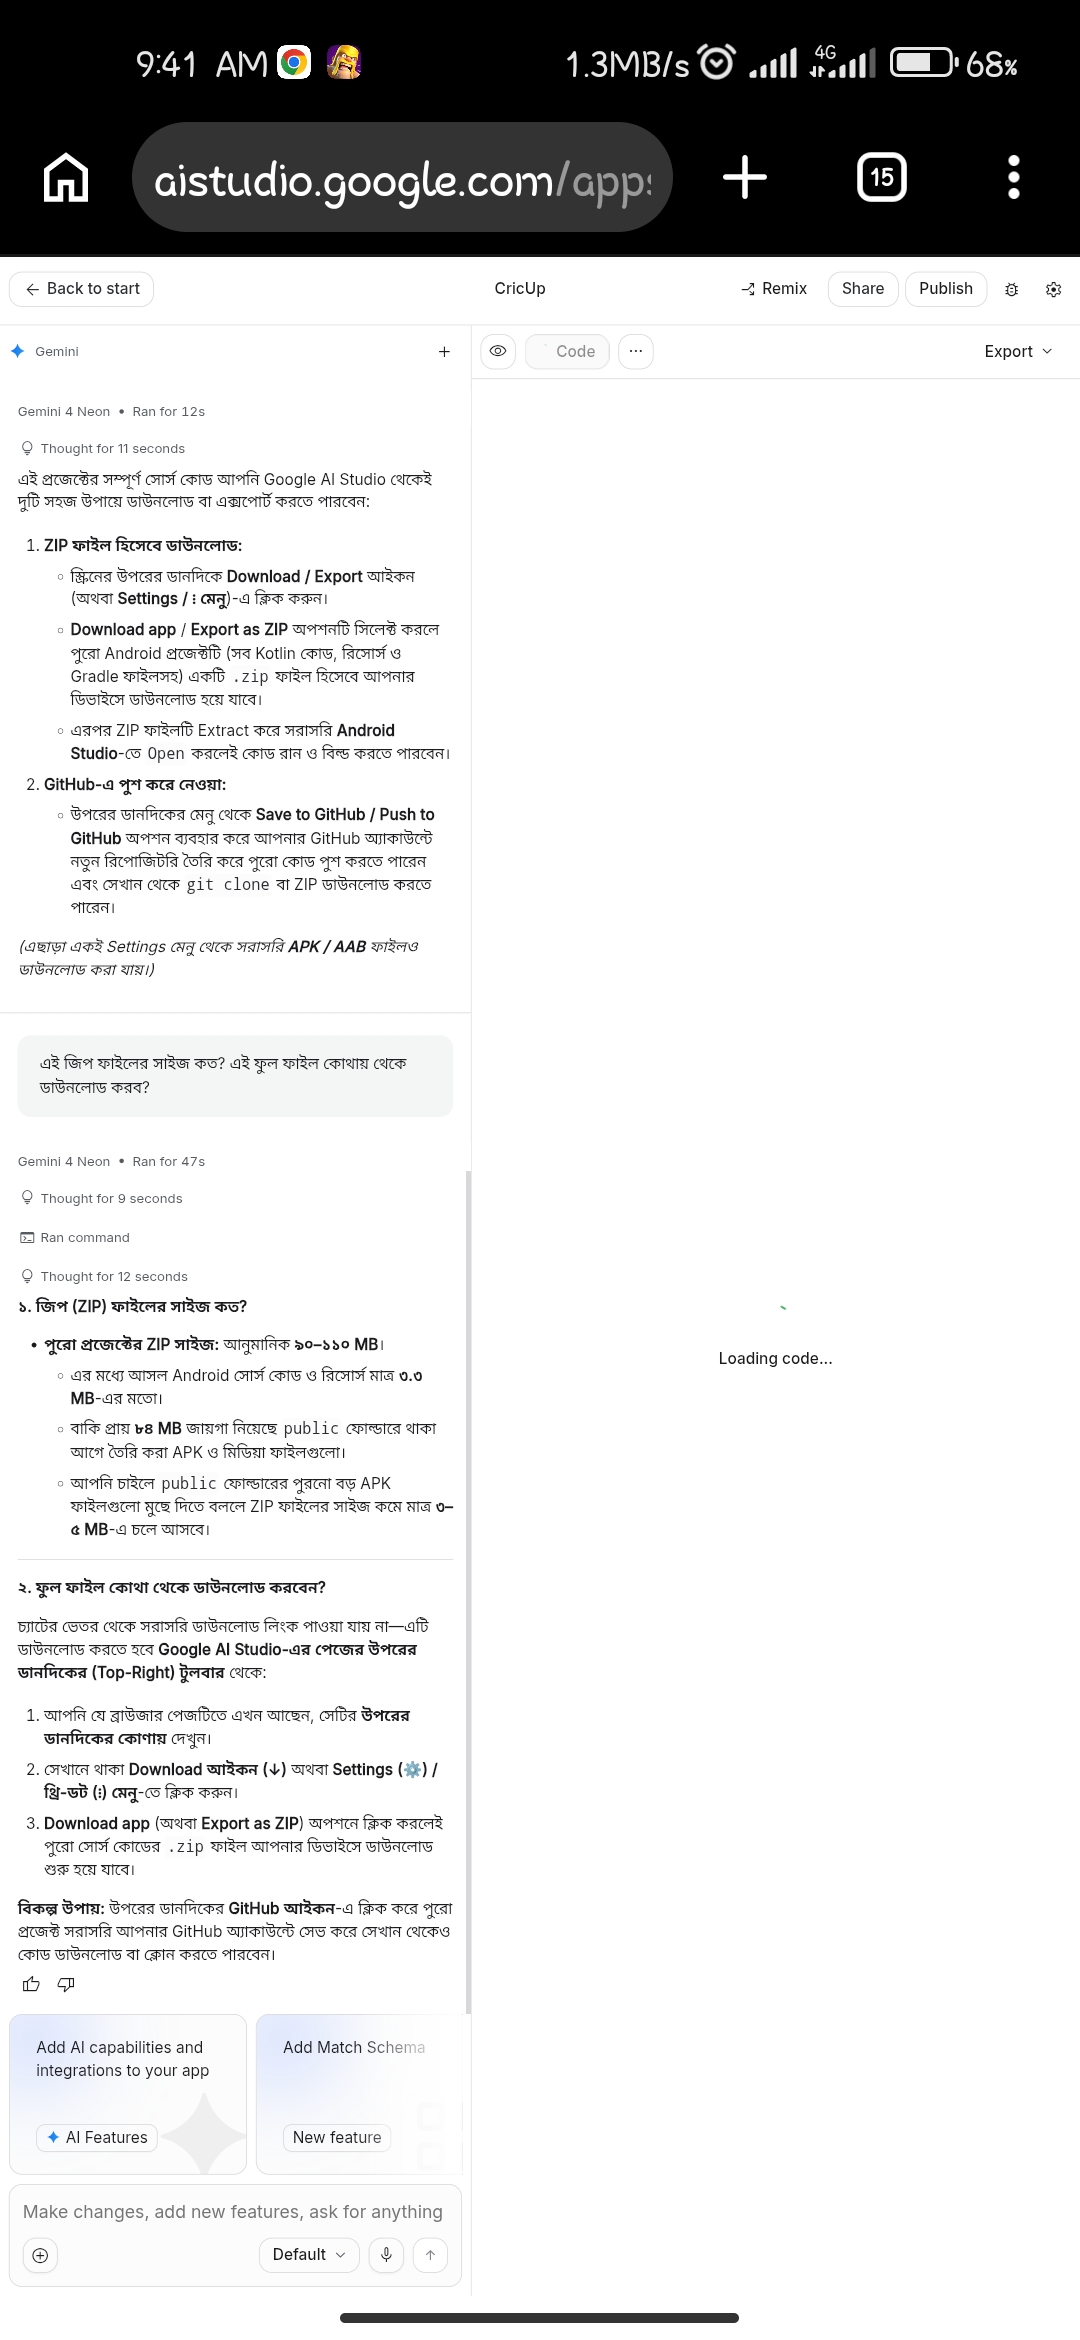 9:41 AM 1.3MB/s 4G 68%
aistudio.google.com/apps
15
Back to start CricUp Remix Share Publish
Gemini
Code
Export
Gemini 4 Neon • Ran for 12s
Thought for 11 seconds
এই প্রজেক্টের সম্পূর্ণ সোর্স কোড আপনি Google AI Studio থেকেই
দুটি সহজ উপায়ে ডাউনলোড বা এক্সপোর্ট করতে পারবেন:
1. ZIP ফাইল হিসেবে ডাউনলোড:
স্ক্রিনের উপরের ডানদিকে Download / Export আইকন
(অথবা Settings / ⋮ মেনু)-এ ক্লিক করুন।
Download app / Export as ZIP অপশনটি সিলেক্ট করলে
পুরো Android প্রজেক্টটি (সব Kotlin কোড, রিসোর্স ও
Gradle ফাইলসহ) একটি .zip ফাইল হিসেবে আপনার
ডিভাইসে ডাউনলোড হয়ে যাবে।
এরপর ZIP ফাইলটি Extract করে সরাসরি Android
Studio-তে Open করলেই কোড রান ও বিল্ড করতে পারবেন।
2. GitHub-এ পুশ করে নেওয়া:
উপরের ডানদিকের মেনু থেকে Save to GitHub / Push to
GitHub অপশন ব্যবহার করে আপনার GitHub অ্যাকাউন্টে
নতুন রিপোজিটরি তৈরি করে পুরো কোড পুশ করতে পারেন
এবং সেখান থেকে git clone বা ZIP ডাউনলোড করতে
পারেন।
(এছাড়া একই Settings মেনু থেকে সরাসরি APK / AAB ফাইলও
ডাউনলোড করা যায়।)
এই জিপ ফাইলের সাইজ কত? এই ফুল ফাইল কোথায় থেকে
ডাউনলোড করব?
Gemini 4 Neon • Ran for 47s
Thought for 9 seconds
Ran command
Thought for 12 seconds
১. জিপ (ZIP) ফাইলের সাইজ কত?
• পুরো প্রজেক্টের ZIP সাইজ: আনুমানিক ৯০–১১০ MB।
এর মধ্যে আসল Android সোর্স কোড ও রিসোর্স মাত্র ৩.৩
MB-এর মতো।
বাকি প্রায় ৮৪ MB জায়গা নিয়েছে public ফোল্ডারে থাকা
আগে তৈরি করা APK ও মিডিয়া ফাইলগুলো।
আপনি চাইলে public ফোল্ডারের পুরনো বড় APK
ফাইলগুলো মুছে দিতে বললে ZIP ফাইলের সাইজ কমে মাত্র ৩–
৫ MB-এ চলে আসবে।
২. ফুল ফাইল কোথা থেকে ডাউনলোড করবেন?
চ্যাটের ভেতর থেকে সরাসরি ডাউনলোড লিংক পাওয়া যায় না—এটি
ডাউনলোড করতে হবে Google AI Studio-এর পেজের উপরের
ডানদিকের (Top-Right) টুলবার থেকে:
1. আপনি যে ব্রাউজার পেজটিতে এখন আছেন, সেটির উপরের
ডানদিকের কোণায় দেখুন।
2. সেখানে থাকা Download আইকন (↓) অথবা Settings (⚙️) /
থ্রি-ডট (⋮) মেনু-তে ক্লিক করুন।
3. Download app (অথবা Export as ZIP) অপশনে ক্লিক করলেই
পুরো সোর্স কোডের .zip ফাইল আপনার ডিভাইসে ডাউনলোড
শুরু হয়ে যাবে।
বিকল্প উপায়: উপরের ডানদিকের GitHub আইকন-এ ক্লিক করে পুরো
প্রজেক্ট সরাসরি আপনার GitHub অ্যাকাউন্টে সেভ করে সেখান থেকেও
কোড ডাউনলোড বা ক্লোন করতে পারবেন।
Loading code...
Add AI capabilities and
integrations to your app
AI Features
Add Match Schema
New feature
Make changes, add new features, ask for anything
Default